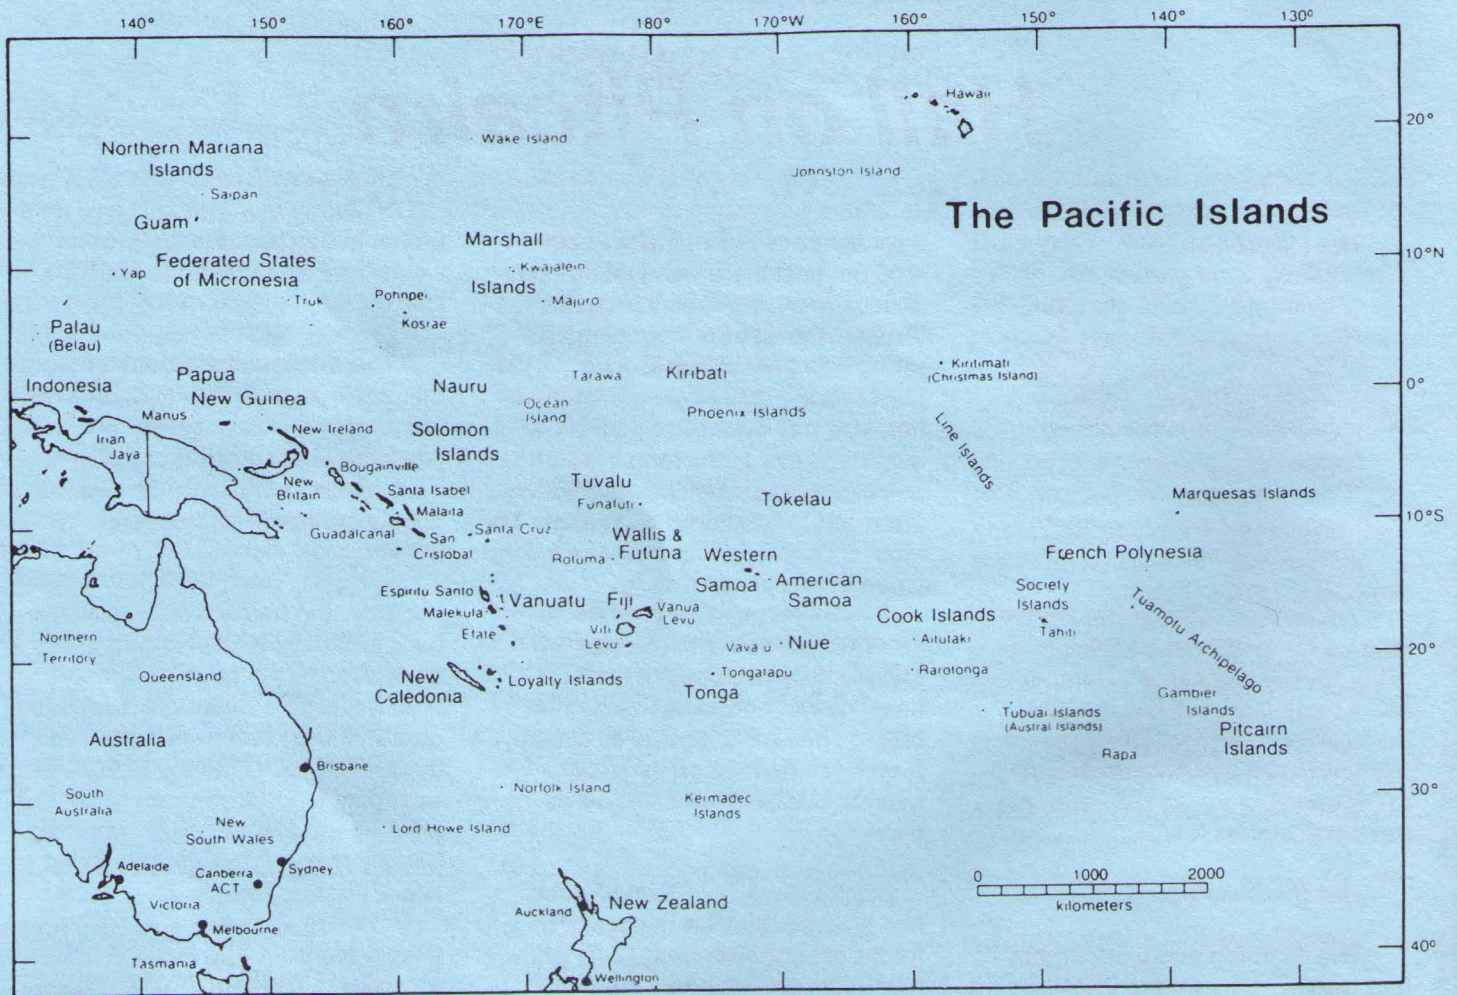 140°
150°
160°
170°E
180°
170°W
160°
150°
140°
130°
Hawaii
20°
Wake Island
Northern Mariana
Islands
Johnston Island
Saipan
The Pacific Islands
Guam
Marshall
10°N
Federated States
of Micronesia
Yap
Kwajalein
Islands
Truk
Pohnpei
Majuro
Kosrae
Palau
(Belau)
Kiritimati
(Christmas Island)
Papua
New Guinea
Tarawa
Kiribati
Indonesia
Nauru
0°
Manus
Ocean
Island
Phoenix Islands
New Ireland
Solomon
Islands
Line Islands
Irian
Jaya
Bougainville
New
Britain
Santa Isabel
Tuvalu
Funafuti
Tokelau
Marquesas Islands
Malaita
10°S
Guadalcanal
San
Cristobal
Santa Cruz
Wallis &
Futuna
Rotuma
Western
Samoa
French Polynesia
American
Samoa
Espiritu Santo
Vanuatu
Fiji
Society
Islands
Malekula
Vanua
Levu
Cook Islands
Tuamotu Archipelago
Efate
Viti
Levu
Tahiti
Northern
Territory
Vava u
Niue
Aitutaki
20°
Queensland
New
Caledonia
Loyalty Islands
Tongatapu
Tonga
Rarotonga
Gambier
Islands
Tubuai Islands
(Austral Islands)
Pitcairn
Islands
Australia
Rapa
Brisbane
Norfolk Island
Kermadec
Islands
30°
South
Australia
New
South Wales
Lord Howe Island
Adelaide
Canberra
ACT
Sydney
0 1000 2000
kilometers
Victoria
Auckland
New Zealand
Melbourne
40°
Tasmania
Wellington